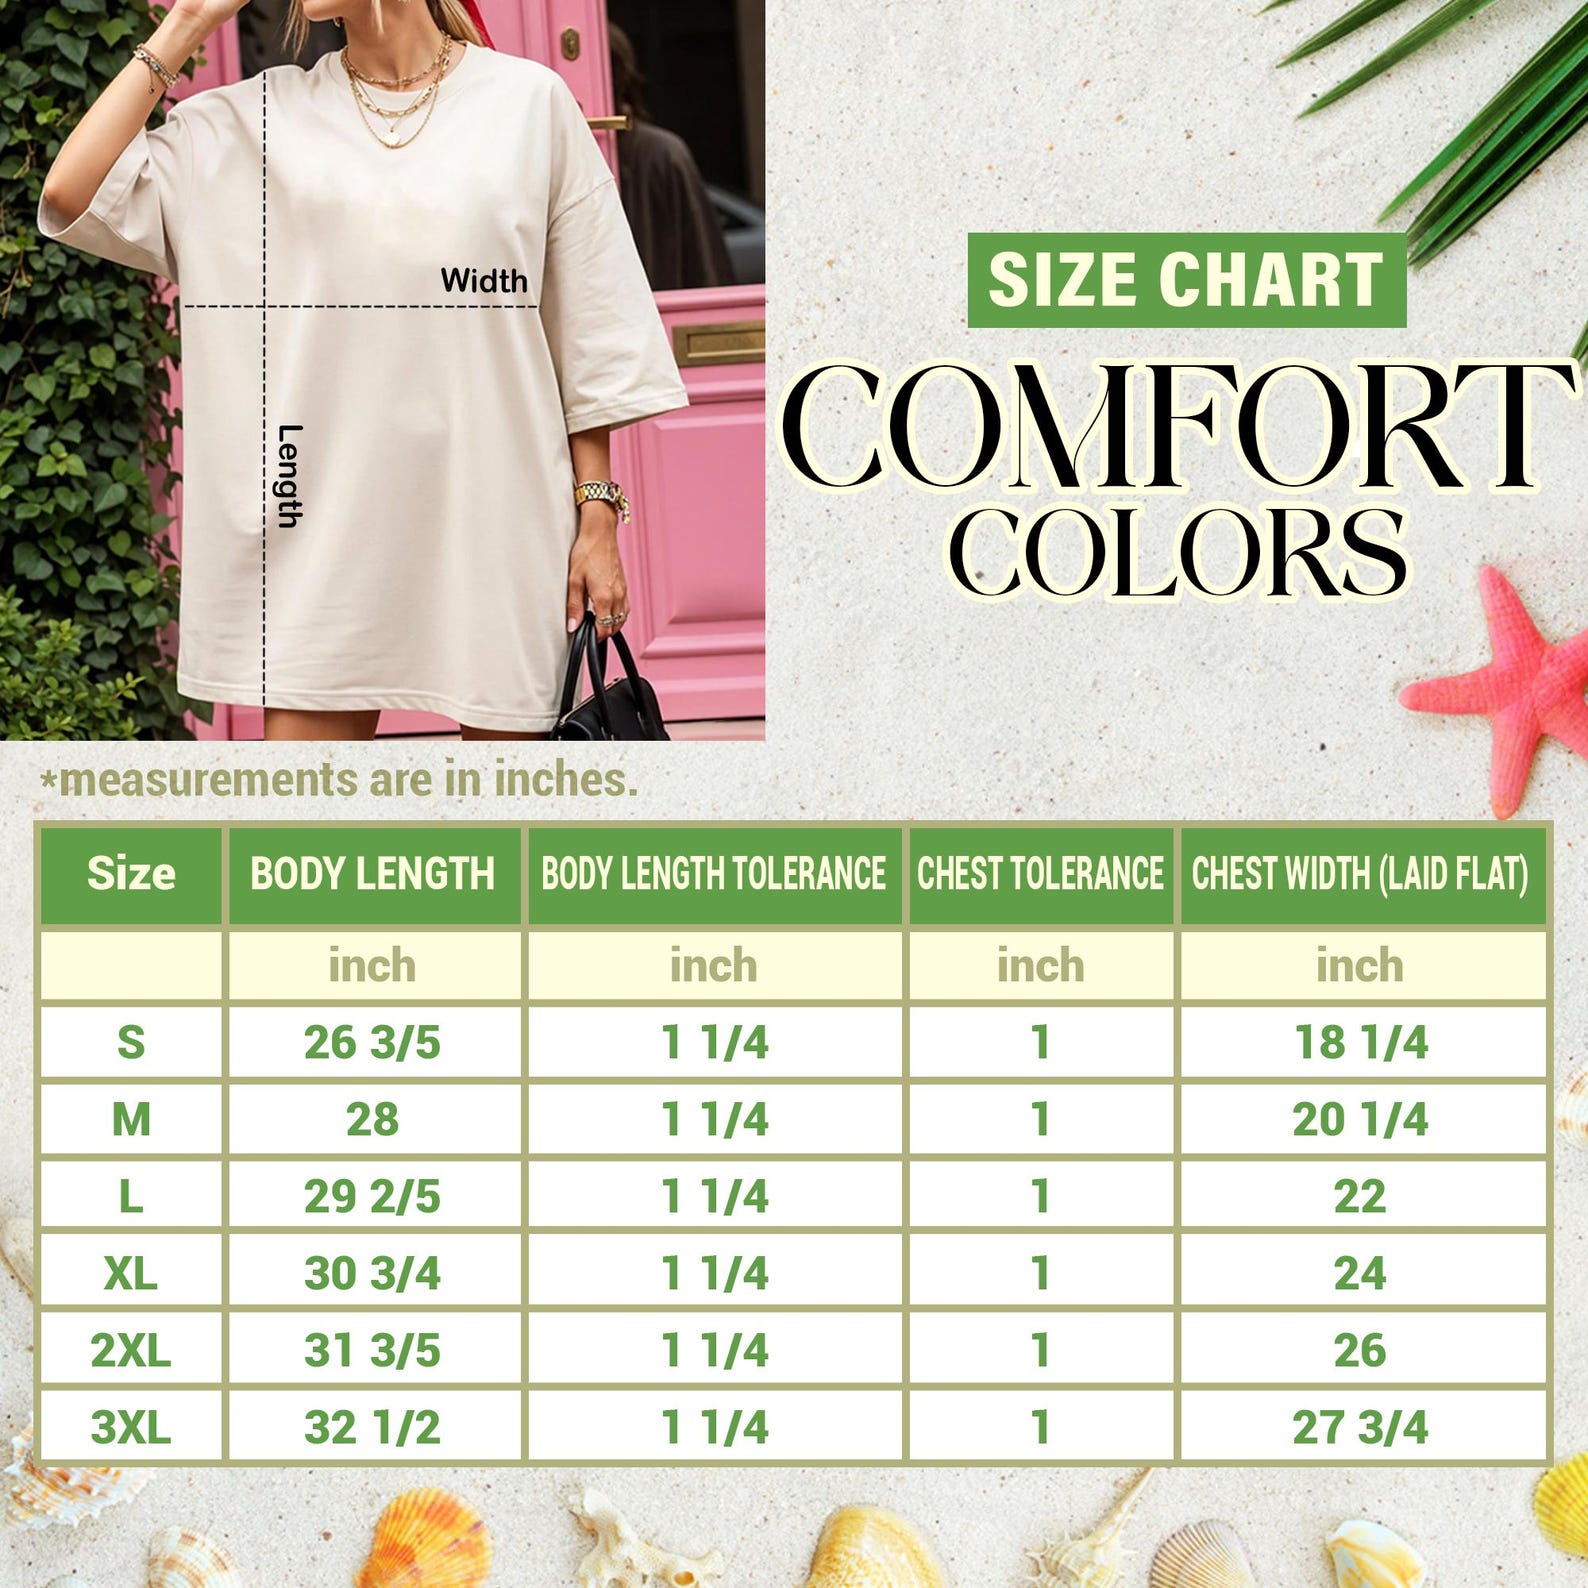 Width
Length
SIZE CHART
COMFORT
COLORS
*measurements are in inches.
Size BODY LENGTH BODY LENGTH TOLERANCE CHEST TOLERANCE CHEST WIDTH (LAID FLAT)
inch inch inch inch
S 26 3/5 1 1/4 1 18 1/4
M 28 1 1/4 1 20 1/4
L 29 2/5 1 1/4 1 22
XL 30 3/4 1 1/4 1 24
2XL 31 3/5 1 1/4 1 26
3XL 32 1/2 1 1/4 1 27 3/4